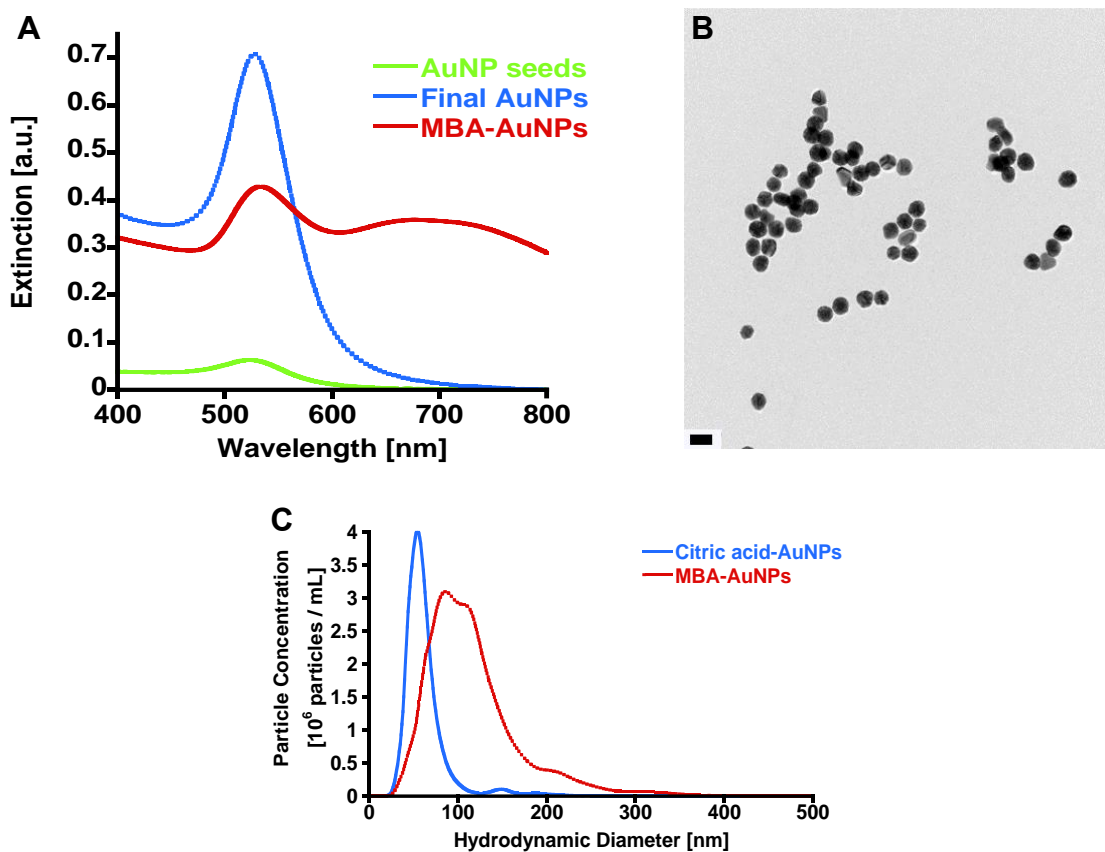 A
Extinction [a.u.]
0.7
0.6
0.5
0.4
0.3
0.2
0.1
0
400 500 600 700 800
Wavelength [nm]
AuNP seeds
Final AuNPs
MBA-AuNPs
B
C
Particle Concentration
[10⁶ particles / mL]
4
3.5
3
2.5
2
1.5
1
0.5
0
0 100 200 300 400 500
Hydrodynamic Diameter [nm]
Citric acid-AuNPs
MBA-AuNPs